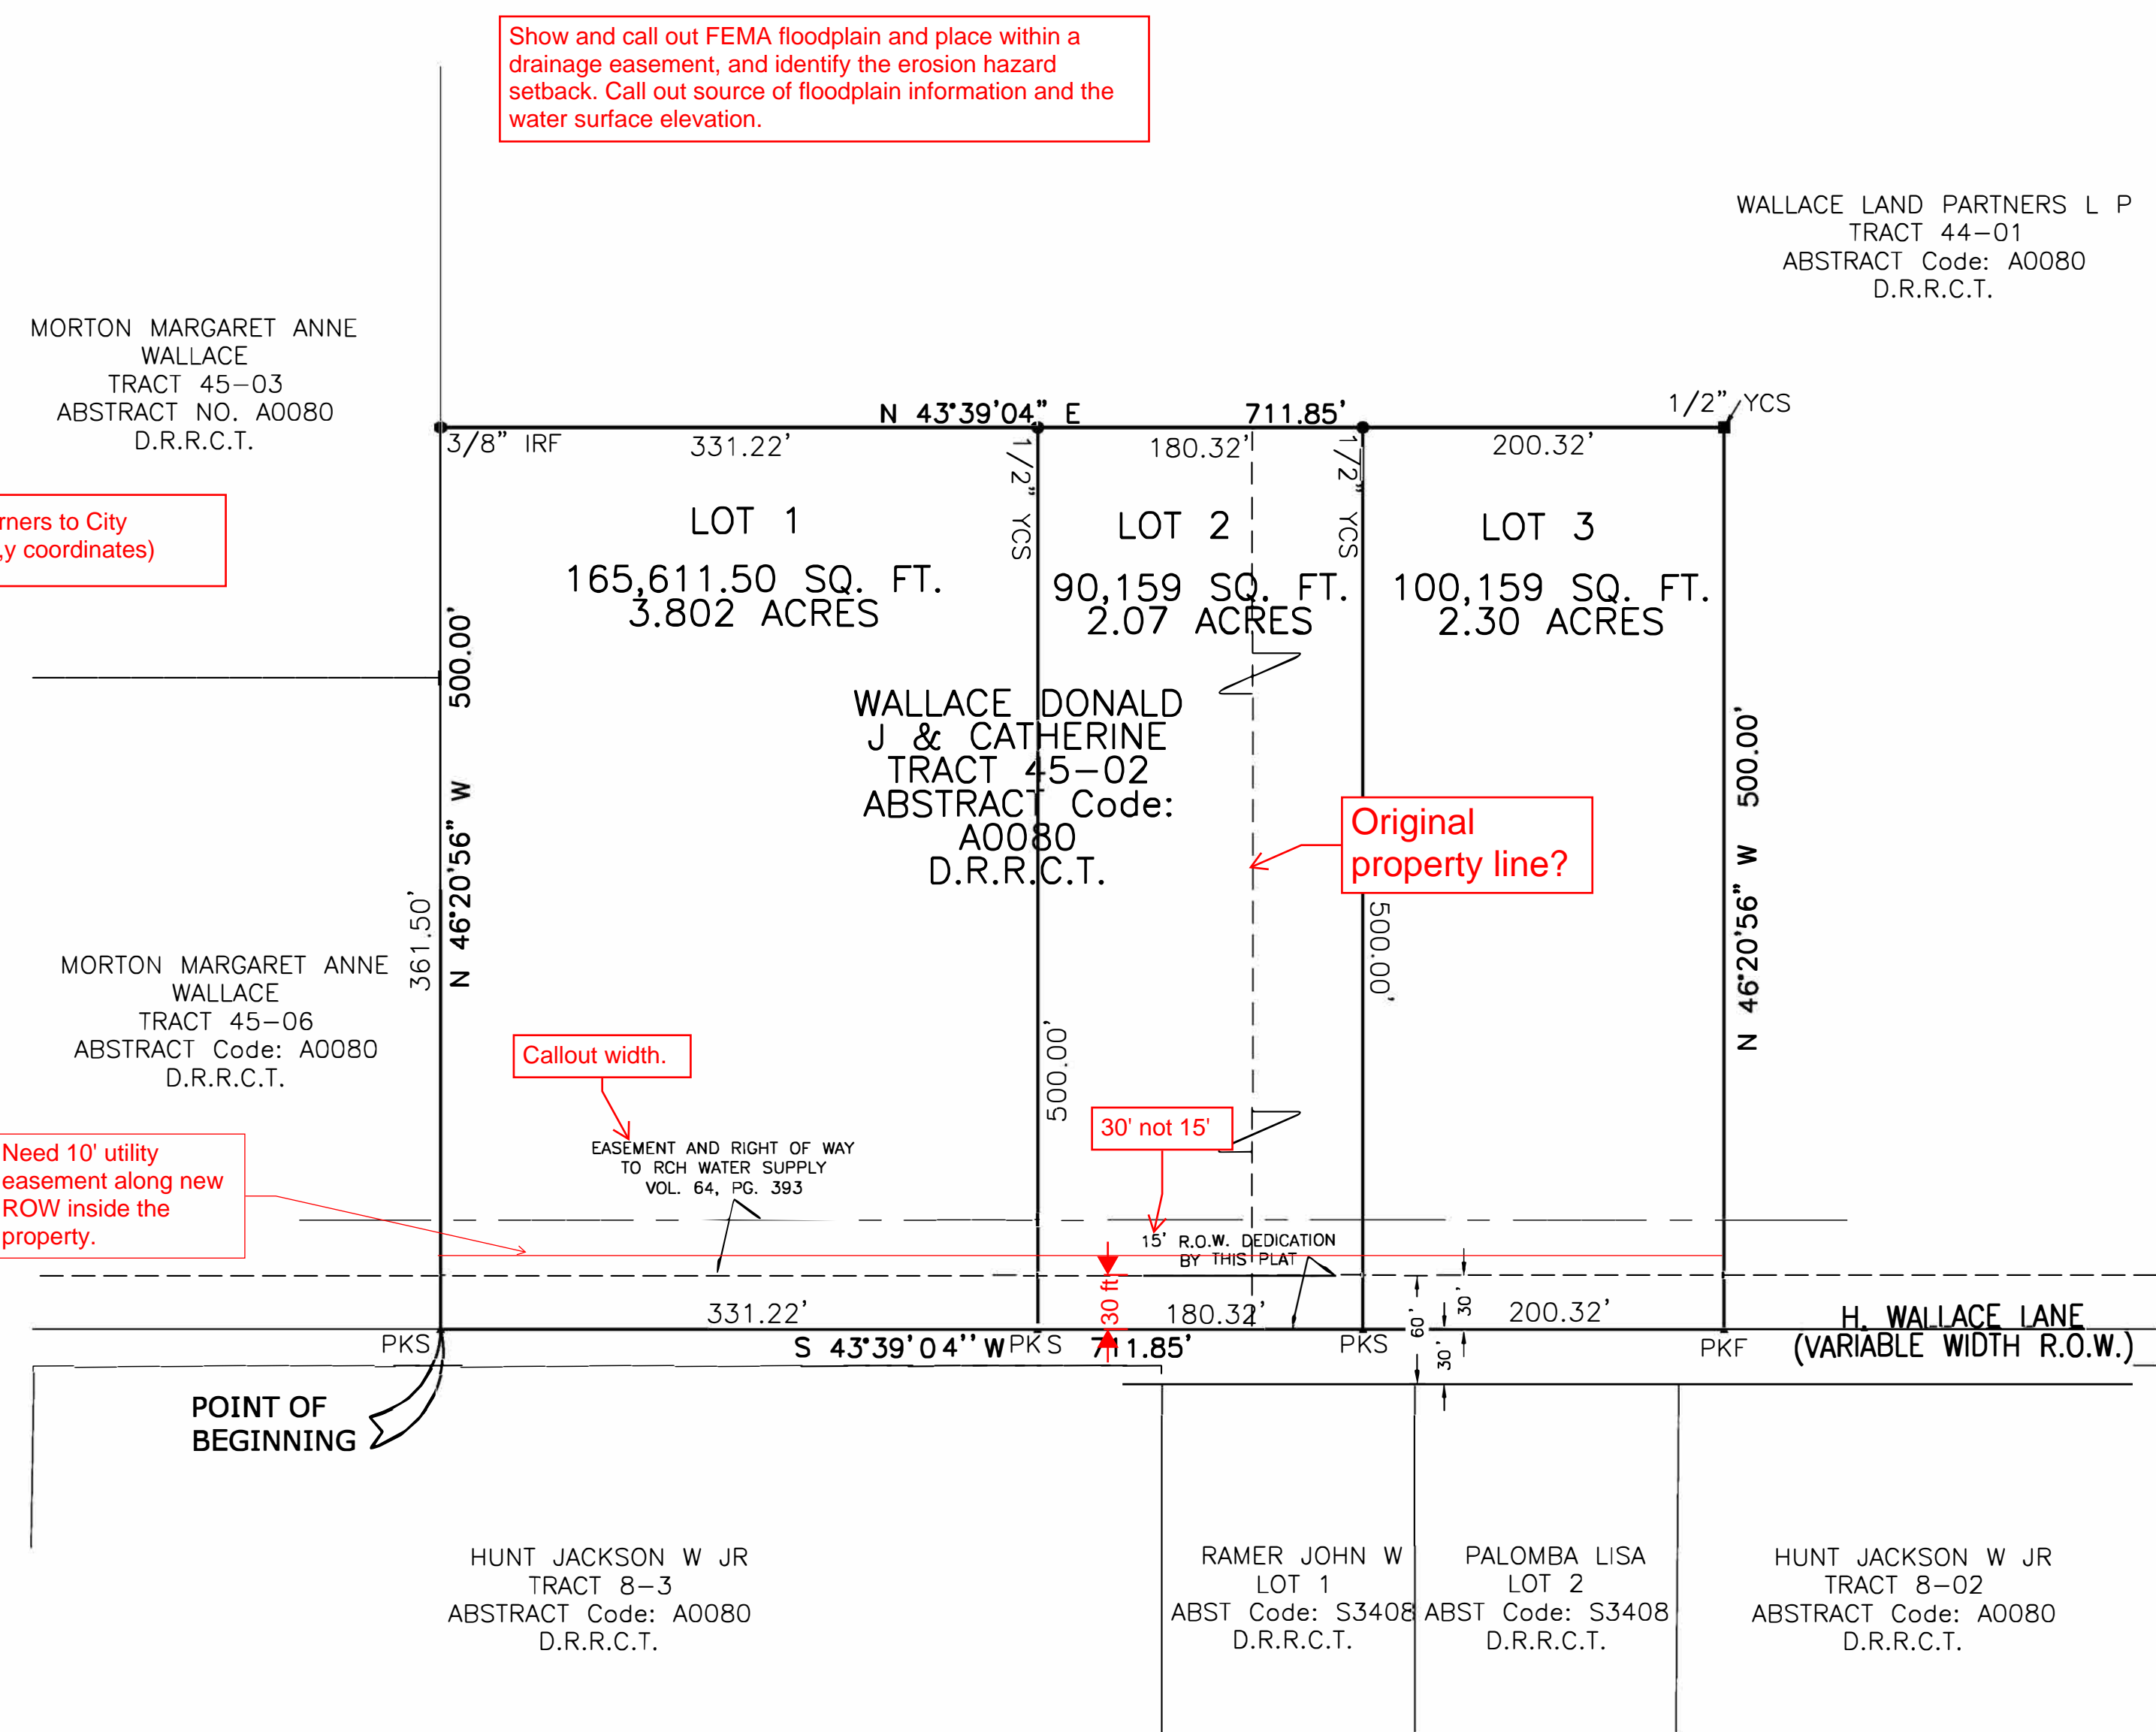 Show and call out FEMA floodplain and place within a
drainage easement, and identify the erosion hazard
setback. Call out source of floodplain information and the
water surface elevation.
WALLACE LAND PARTNERS L P
TRACT 44-01
ABSTRACT Code: A0080
D.R.R.C.T.
MORTON MARGARET ANNE
WALLACE
TRACT 45-03
ABSTRACT NO. A0080
D.R.R.C.T.
rners to City
,y coordinates)
N 43°39'04" E 711.85'
1/2" YCS
3/8" IRF
331.22'
180.32'
200.32'
1/2" YCS
1/2" YCS
LOT 1
165,611.50 SQ. FT.
3.802 ACRES
LOT 2
90,159 SQ. FT.
2.07 ACRES
LOT 3
100,159 SQ. FT.
2.30 ACRES
N 46°20'56" W 500.00'
361.50'
WALLACE DONALD
J & CATHERINE
TRACT 45-02
ABSTRACT Code:
A0080
D.R.R.C.T.
Original
property line?
N 46°20'56" W 500.00'
500.00'
500.00'
MORTON MARGARET ANNE
WALLACE
TRACT 45-06
ABSTRACT Code: A0080
D.R.R.C.T.
Callout width.
EASEMENT AND RIGHT OF WAY
TO RCH WATER SUPPLY
VOL. 64, PG. 393
30' not 15'
Need 10' utility
easement along new
ROW inside the
property.
15' R.O.W. DEDICATION
BY THIS PLAT
30 ft
331.22'
180.32'
200.32'
60'
30'
30'
H. WALLACE LANE
(VARIABLE WIDTH R.O.W.)
PKS
S 43°39'04'' W 711.85'
PKS
PKS
PKF
POINT OF
BEGINNING
HUNT JACKSON W JR
TRACT 8-3
ABSTRACT Code: A0080
D.R.R.C.T.
RAMER JOHN W
LOT 1
ABST Code: S3408
D.R.R.C.T.
PALOMBA LISA
LOT 2
ABST Code: S3408
D.R.R.C.T.
HUNT JACKSON W JR
TRACT 8-02
ABSTRACT Code: A0080
D.R.R.C.T.